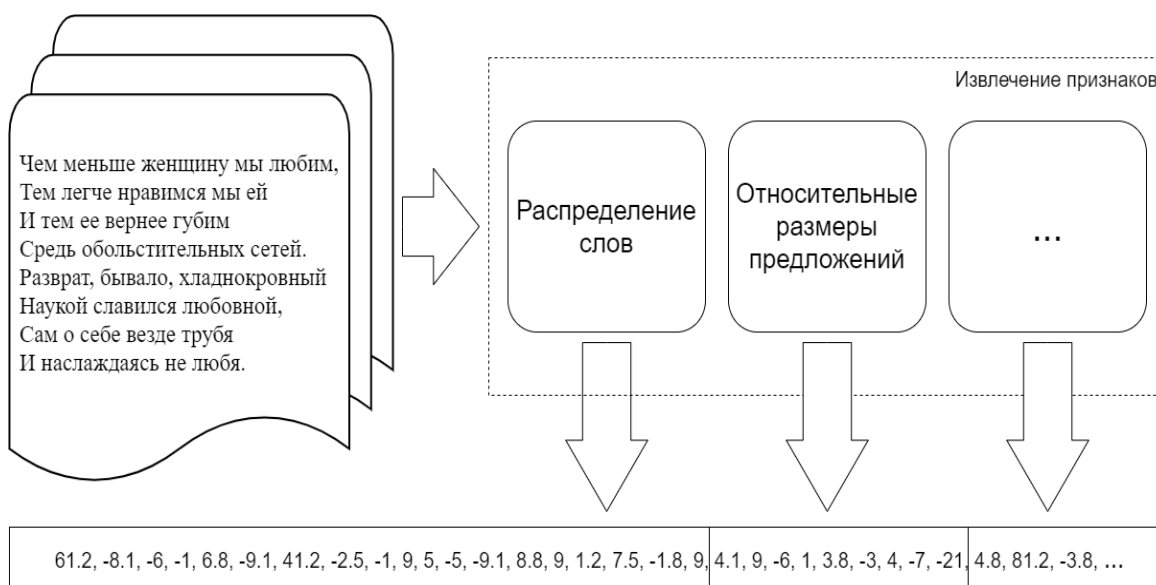 Чем меньше женщину мы любим,
Тем легче нравимся мы ей
И тем ее вернее губим
Средь обольстительных сетей.
Разврат, бывало, хладнокровный
Наукой славился любовной,
Сам о себе везде трубя
И наслаждаясь не любя.
Извлечение признаков
Распределение
слов
Относительные
размеры
предложений
...
61.2, -8.1, -6, -1, 6.8, -9.1, 41.2, -2.5, -1, 9, 5, -5, -9.1, 8.8, 9, 1.2, 7.5, -1.8, 9, 4.1, 9, -6, 1, 3.8, -3, 4, -7, -21, 4.8, 81.2, -3.8, ...